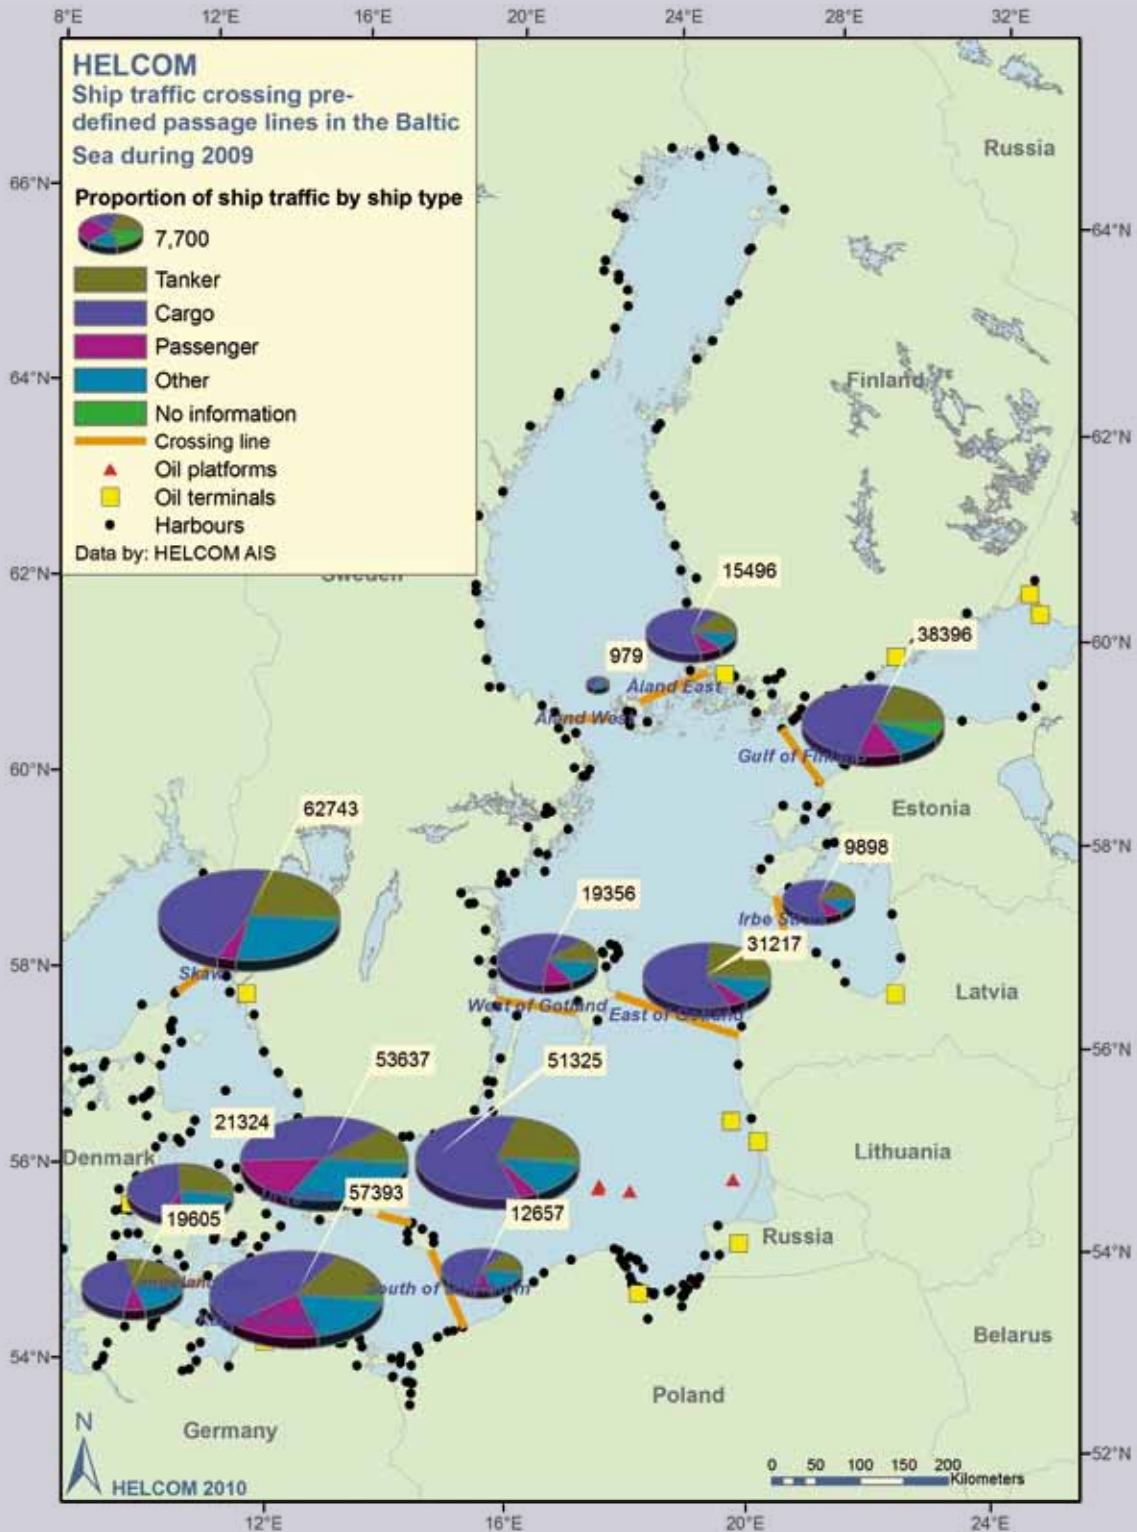 8°E 12°E 16°E 20°E 24°E 28°E 32°E
HELCOM
Ship traffic crossing pre-
defined passage lines in the Baltic
Sea during 2009
Proportion of ship traffic by ship type
7,700
Tanker
Cargo
Passenger
Other
No information
Crossing line
Oil platforms
Oil terminals
Harbours
Data by: HELCOM AIS
Russia
66°N
64°N
Finland
64°N
62°N
62°N
Sweden
15496
38396
60°N
979
Åland East
Åland West
Gulf of Finland
60°N
Estonia
62743
9898
58°N
19356
Irbe
31217
58°N
Skaw
Latvia
West of Gotland
East of Gotland
53637
51325
56°N
21324
Denmark
56°N
Lithuania
57393
12657
19605
Russia
54°N
South of
Belarus
54°N
Poland
Germany
N
HELCOM 2010
0 50 100 150 200
Kilometers
52°N
12°E 16°E 20°E 24°E